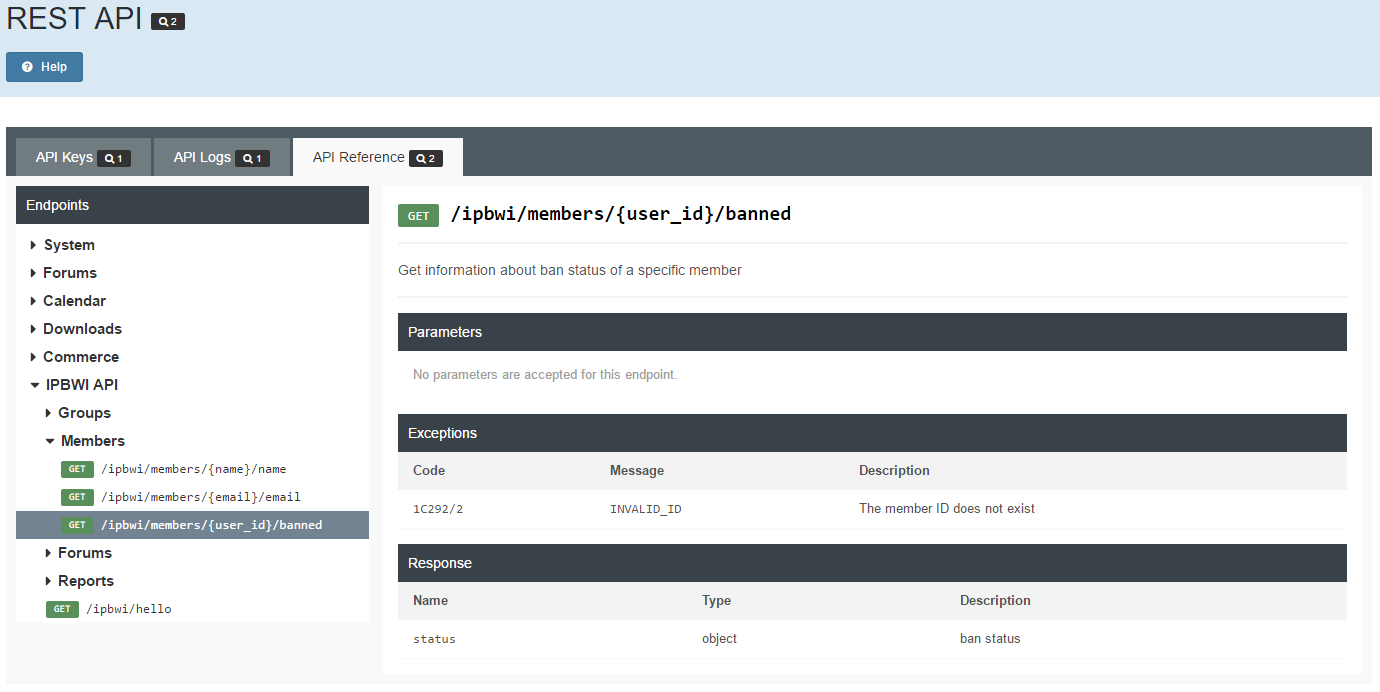 REST API 2
Help
API Keys 1 API Logs 1 API Reference 2
Endpoints
System
Forums
Calendar
Downloads
Commerce
IPBWI API
Groups
Members
GET /ipbwi/members/{name}/name
GET /ipbwi/members/{email}/email
GET /ipbwi/members/{user_id}/banned
Forums
Reports
GET /ipbwi/hello
GET /ipbwi/members/{user_id}/banned
Get information about ban status of a specific member
Parameters
No parameters are accepted for this endpoint.
Exceptions
Code Message Description
1C292/2 INVALID_ID The member ID does not exist
Response
Name Type Description
status object ban status